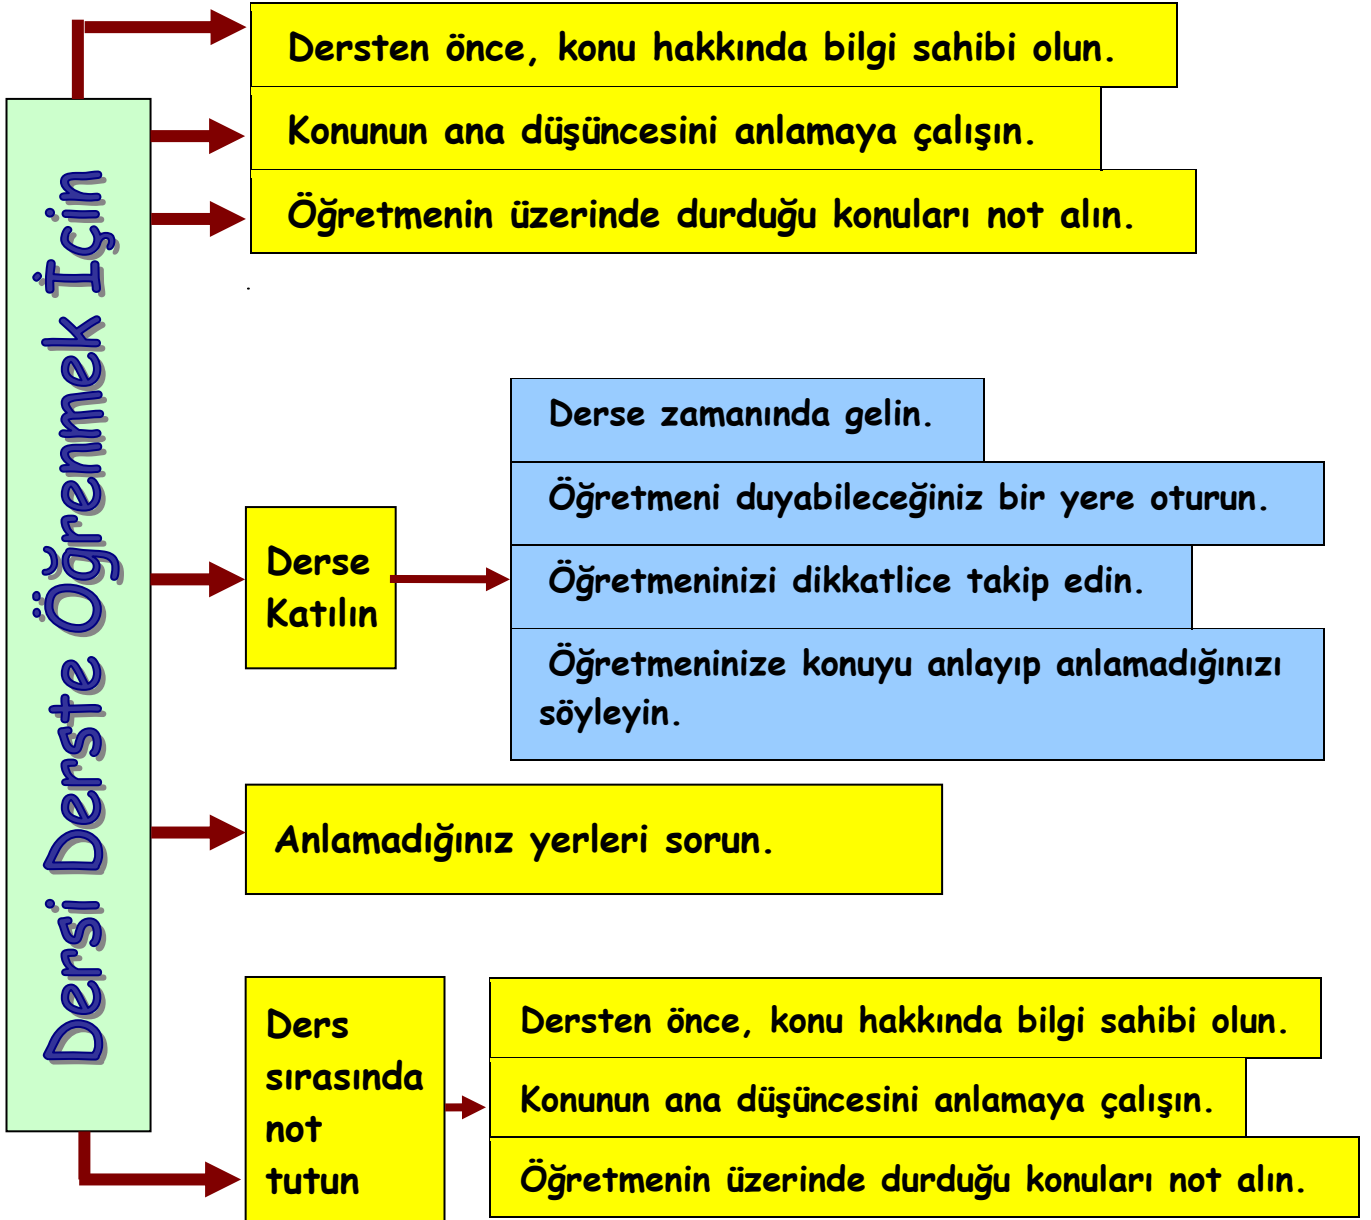 Dersi Derste Öğrenmek İçin
Dersten önce, konu hakkında bilgi sahibi olun.
Konunun ana düşüncesini anlamaya çalışın.
Öğretmenin üzerinde durduğu konuları not alın.
.
Derse
Katılın
Derse zamanında gelin.
Öğretmeni duyabileceğiniz bir yere oturun.
Öğretmeninizi dikkatlice takip edin.
Öğretmeninize konuyu anlayıp anlamadığınızı
söyleyin.
Anlamadığınız yerleri sorun.
Ders
sırasında
not
tutun
Dersten önce, konu hakkında bilgi sahibi olun.
Konunun ana düşüncesini anlamaya çalışın.
Öğretmenin üzerinde durduğu konuları not alın.